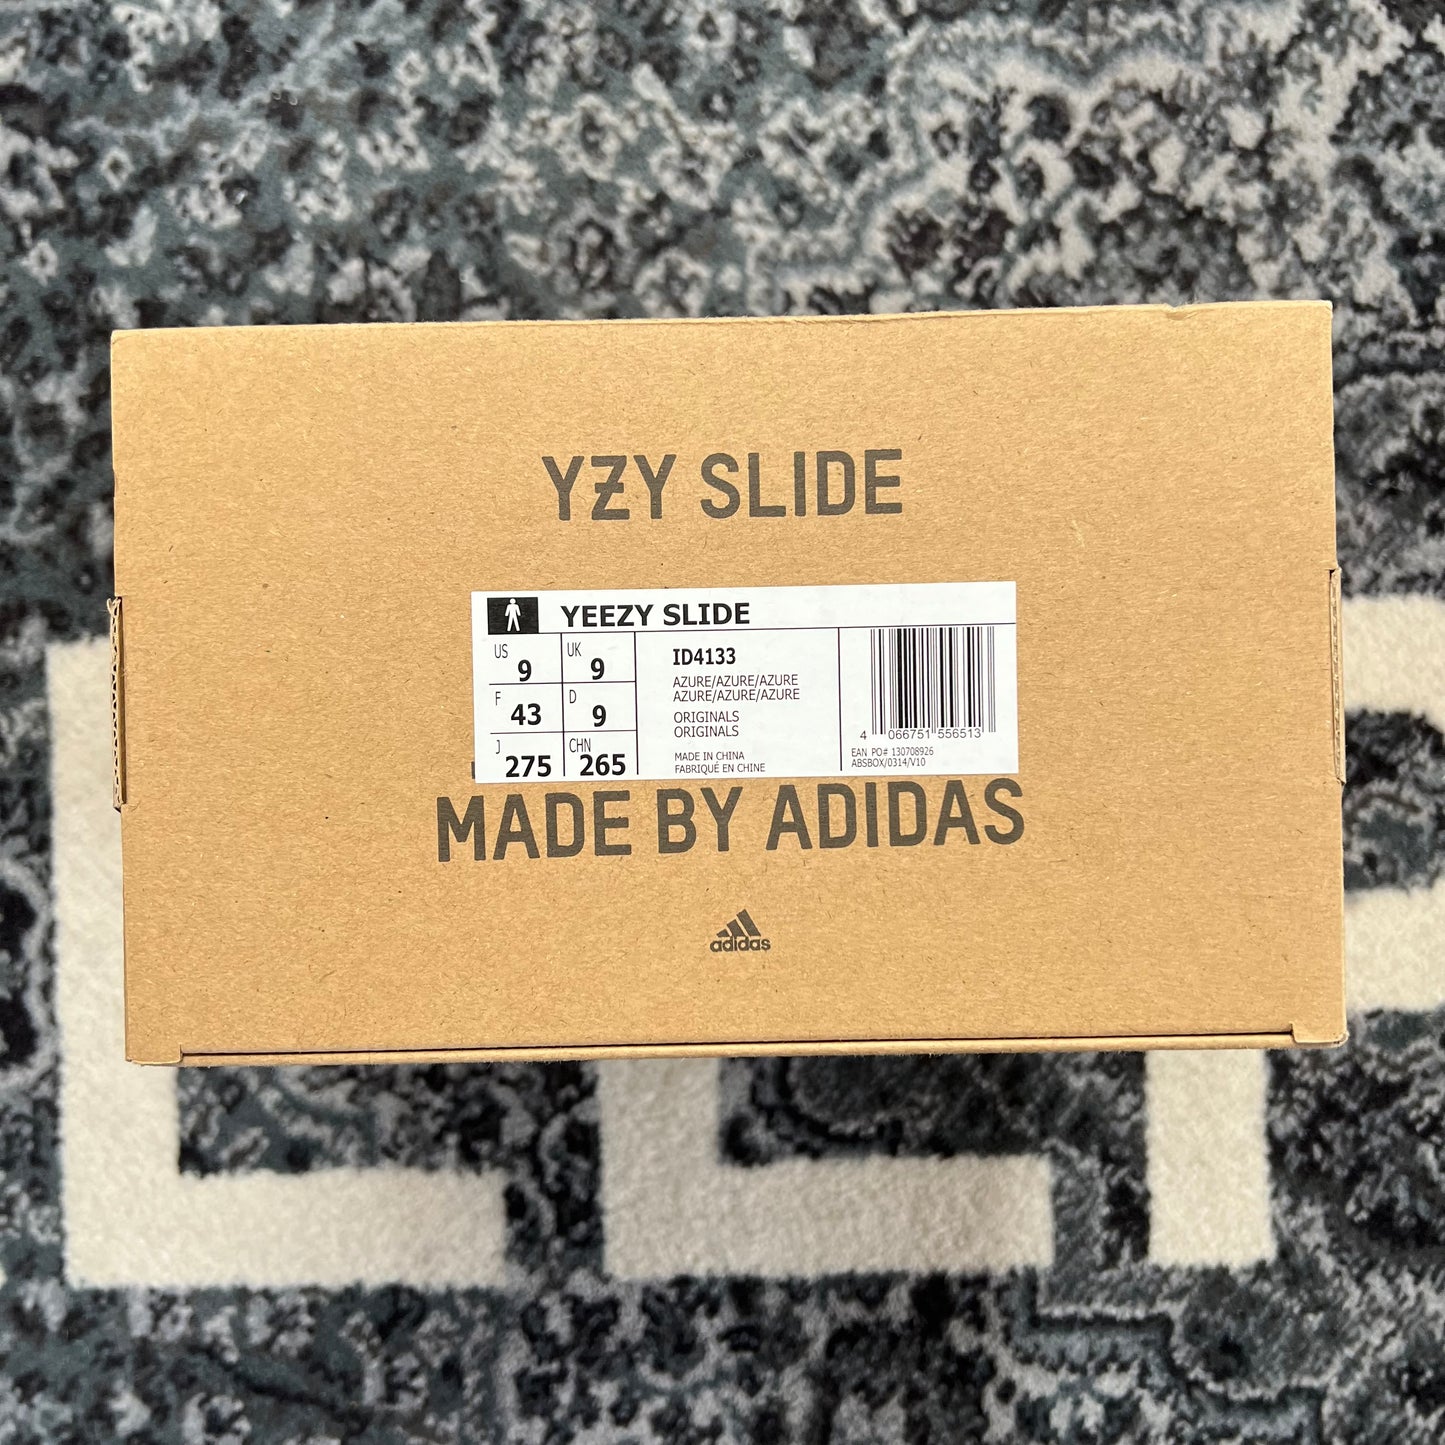 YZY SLIDE
YEEZY SLIDE
US 9 UK 9
F 43 D 9
J 275 CHN 265
ID4133
AZURE/AZURE/AZURE
AZURE/AZURE/AZURE
ORIGINALS
ORIGINALS
MADE IN CHINA
FABRIQUÉ EN CHINE
4 066751 556513
EAN PO# 130708926
ABSBOX/0314/V10
MADE BY ADIDAS
adidas